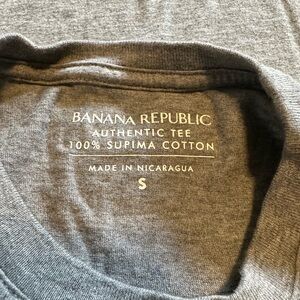 BANANA REPUBLIC
AUTHENTIC TEE
100% SUPIMA COTTON
MADE IN NICARAGUA
S